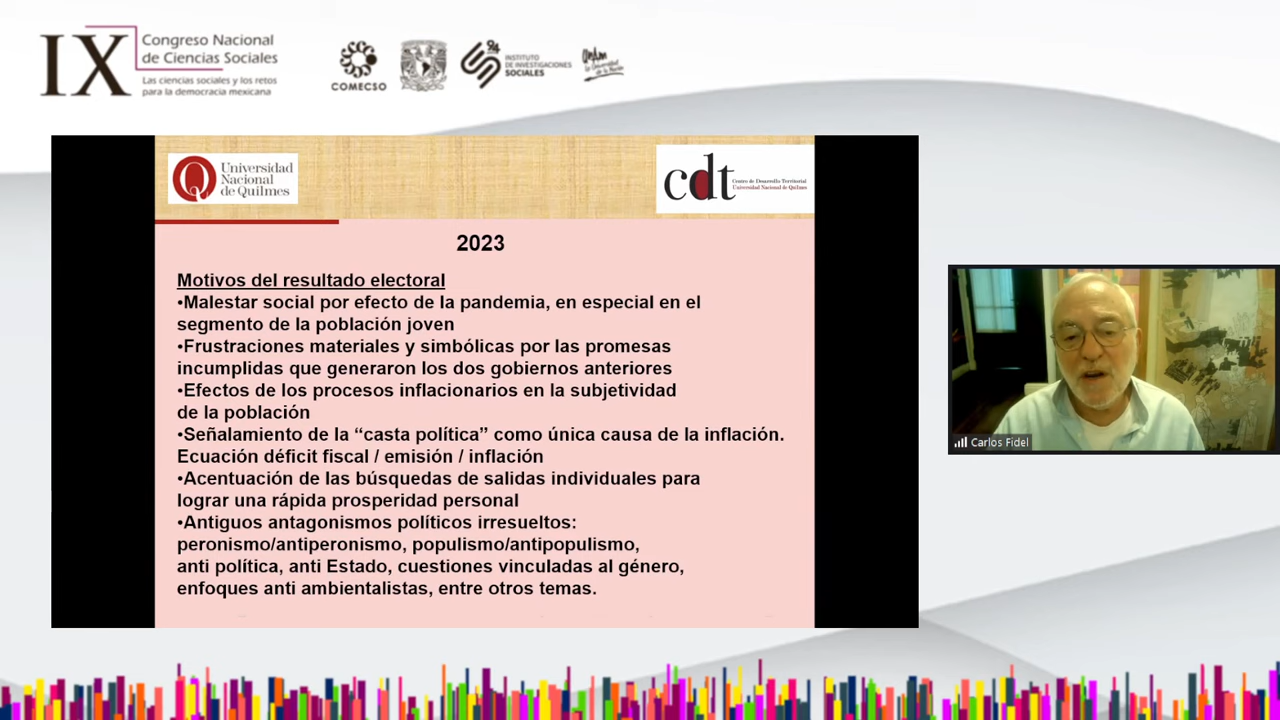 IX
Congreso Nacional
de Ciencias Sociales
Las ciencias sociales y los retos
para la democracia mexicana
COMECSO
INSTITUTO
DE INVESTIGACIONES
SOCIALES
UNAM
la Universidad
de la Nación
Universidad
Nacional
de Quilmes
cdt
Centro de Desarrollo Territorial
Universidad Nacional de Quilmes
2023
Motivos del resultado electoral
•Malestar social por efecto de la pandemia, en especial en el
segmento de la población joven
•Frustraciones materiales y simbólicas por las promesas
incumplidas que generaron los dos gobiernos anteriores
•Efectos de los procesos inflacionarios en la subjetividad
de la población
•Señalamiento de la “casta política” como única causa de la inflación.
Ecuación déficit fiscal / emisión / inflación
•Acentuación de las búsquedas de salidas individuales para
lograr una rápida prosperidad personal
•Antiguos antagonismos políticos irresueltos:
peronismo/antiperonismo, populismo/antipopulismo,
anti política, anti Estado, cuestiones vinculadas al género,
enfoques anti ambientalistas, entre otros temas.
Carlos Fidel